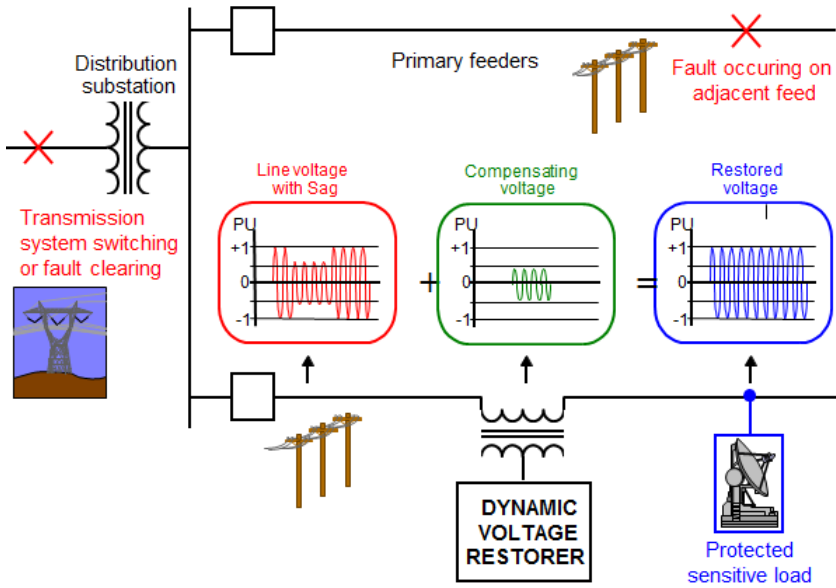 Distribution
substation
Primary feeders
Fault occuring on
adjacent feed
Transmission
system switching
or fault clearing
Line voltage
with Sag
PU
+1
0
-1
+
Compensating
voltage
PU
+1
0
-1
=
Restored
voltage
PU
+1
0
-1
DYNAMIC
VOLTAGE
RESTORER
Protected
sensitive load